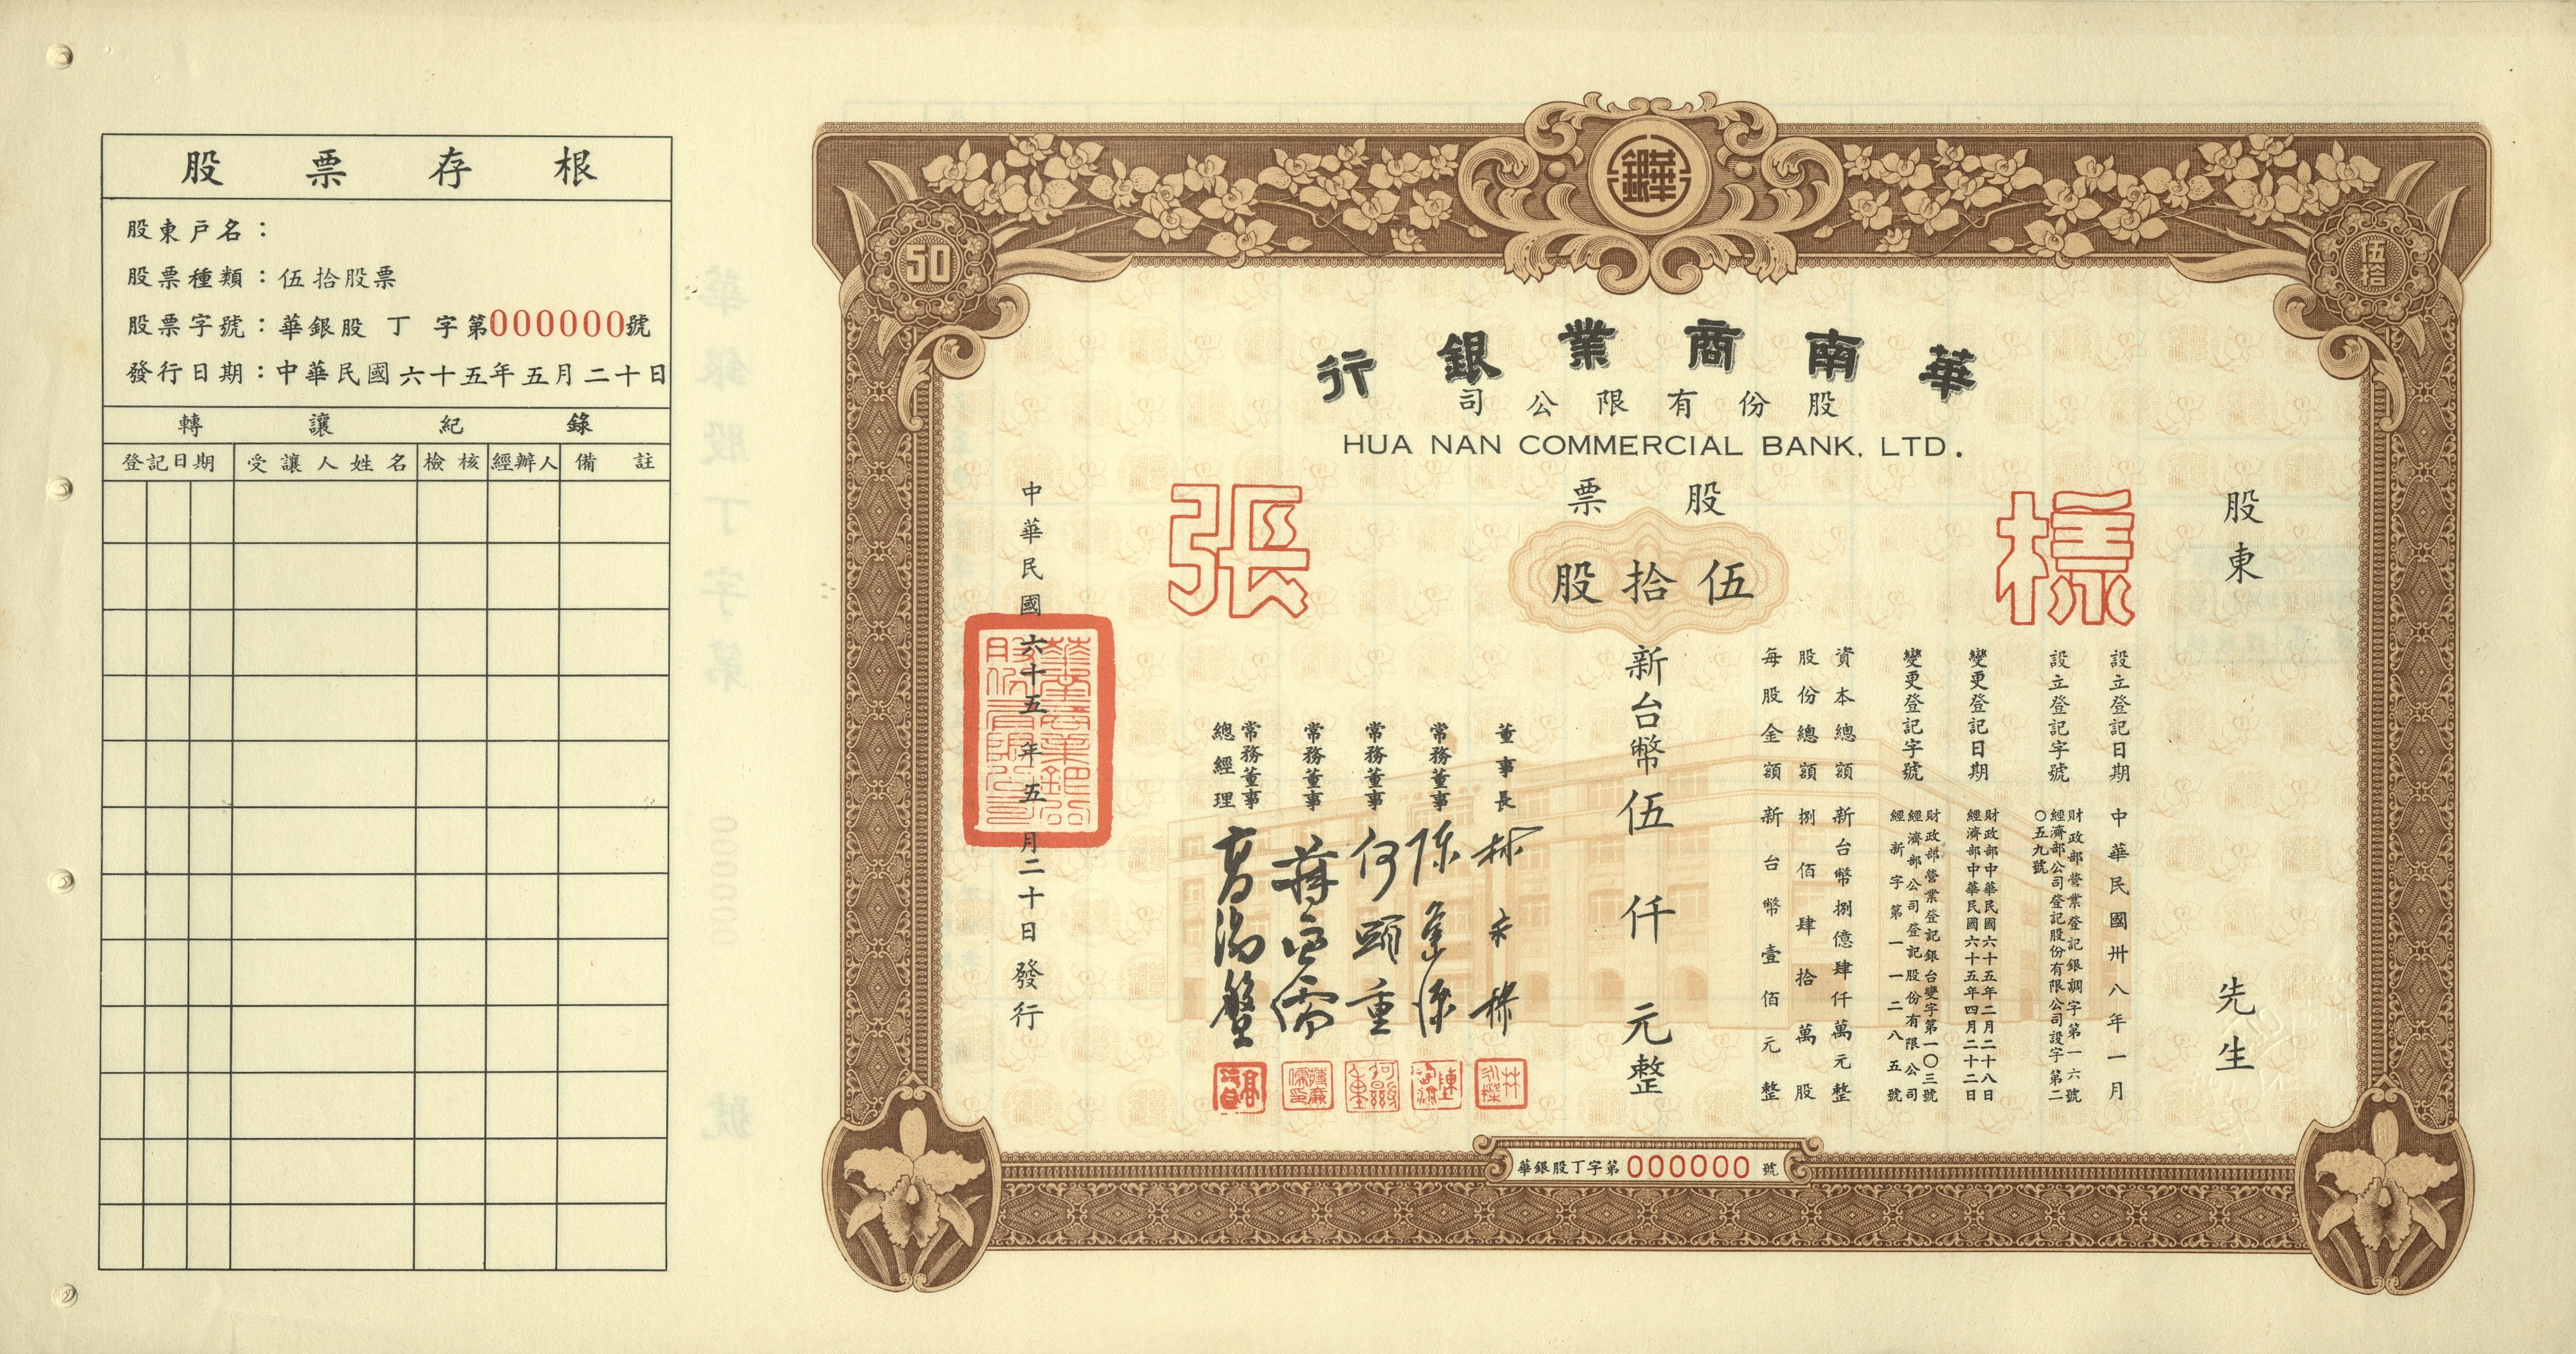 股票存根
股東戶名：
股票種類：伍拾股票
股票字號：華銀股 丁 字第000000號
發行日期：中華民國六十五年五月二十日
轉讓紀錄
登記日期 受讓人姓名 檢核 經辦人 備註
50
華銀
伍拾
華南商業銀行
股份有限公司
HUA NAN COMMERCIAL BANK, LTD.
股票
樣張
伍拾股
股東 先生
設立登記日期 中華民國卅八年一月
設立登記字號 財政部營業登記銀調字第一六號
經濟部公司登記股份有限公司設字第二
〇五九號
變更登記日期 財政部中華民國六十五年二月二十八日
經濟部中華民國六十五年四月二十二日
變更登記字號 財政部營業登記銀台變字第一〇三號
經濟部公司登記股份有限公司
經新字第一一二八五號
資本總額 新台幣捌億肆仟萬元整
股份總額 捌佰肆拾萬股
每股金額 新台幣壹佰元整
新台幣伍仟元整
董事長
常務董事
常務董事 何顯重
常務董事
常務董事
總經理
華南商業銀行股份有限公司
中華民國六十五年五月二十日發行
華銀股丁字第000000號